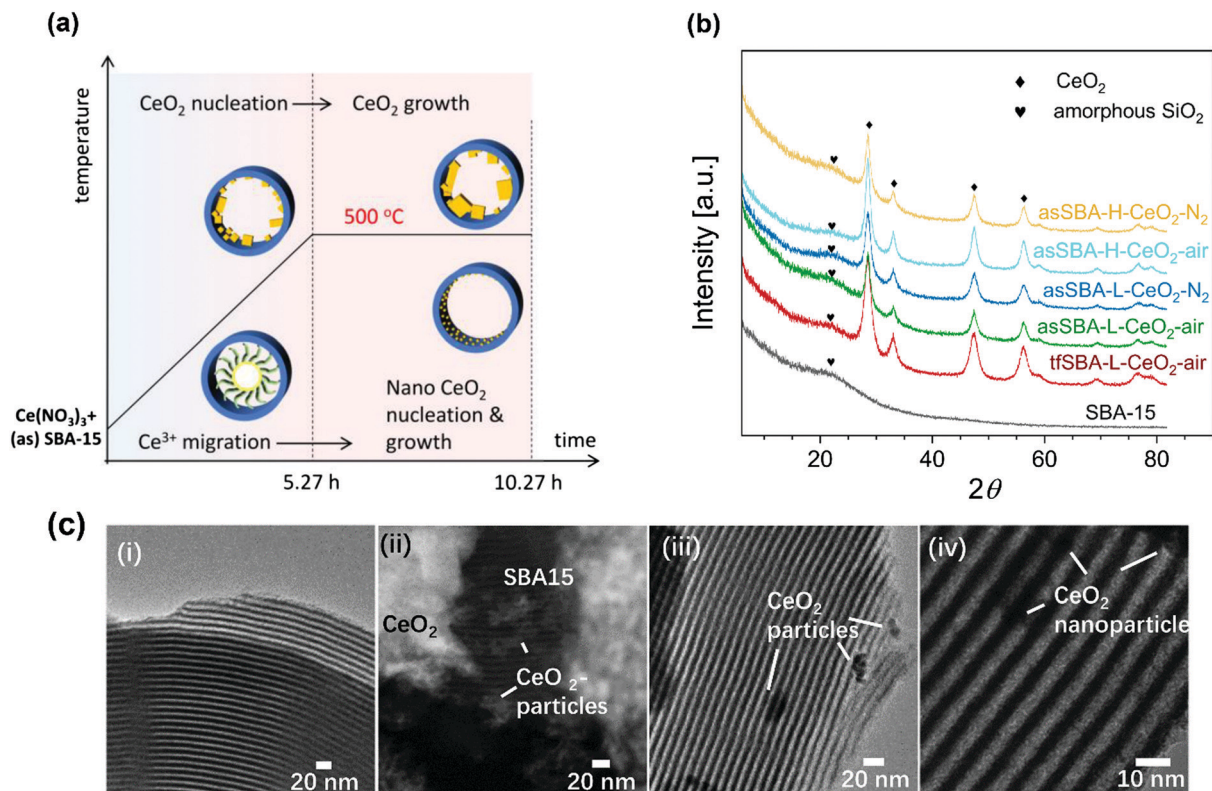 (a)
temperature
CeO₂ nucleation
CeO₂ growth
500 °C
Ce(NO₃)₃+
(as) SBA-15
Ce³⁺ migration
Nano CeO₂
nucleation &
growth
time
5.27 h
10.27 h
(b)
Intensity [a.u.]
♦ CeO₂
♥ amorphous SiO₂
asSBA-H-CeO₂-N₂
asSBA-H-CeO₂-air
asSBA-L-CeO₂-N₂
asSBA-L-CeO₂-air
tfSBA-L-CeO₂-air
SBA-15
20 40 60 80
2θ
(c)
(i)
20 nm
(ii)
SBA15
CeO₂
CeO ₂-
particles
20 nm
(iii)
CeO₂
particles
20 nm
(iv)
CeO₂
nanoparticle
10 nm